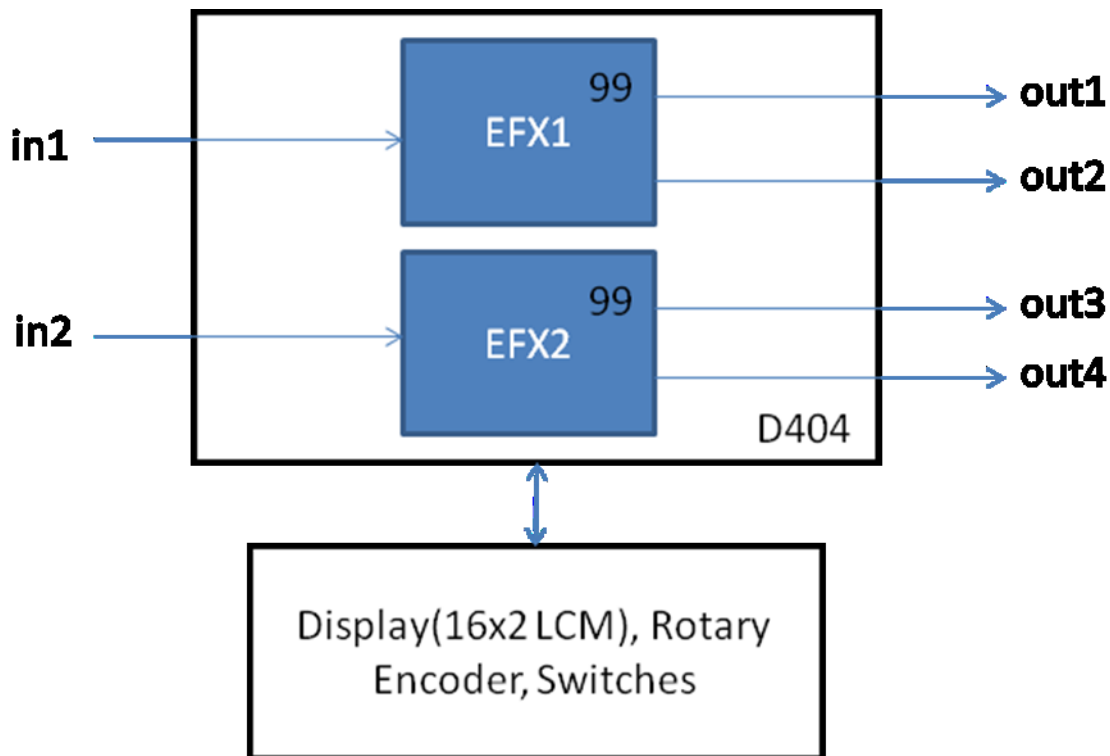 99
EFX1
in1
out1
out2
99
EFX2
in2
out3
out4
D404
Display(16x2 LCM), Rotary
Encoder, Switches